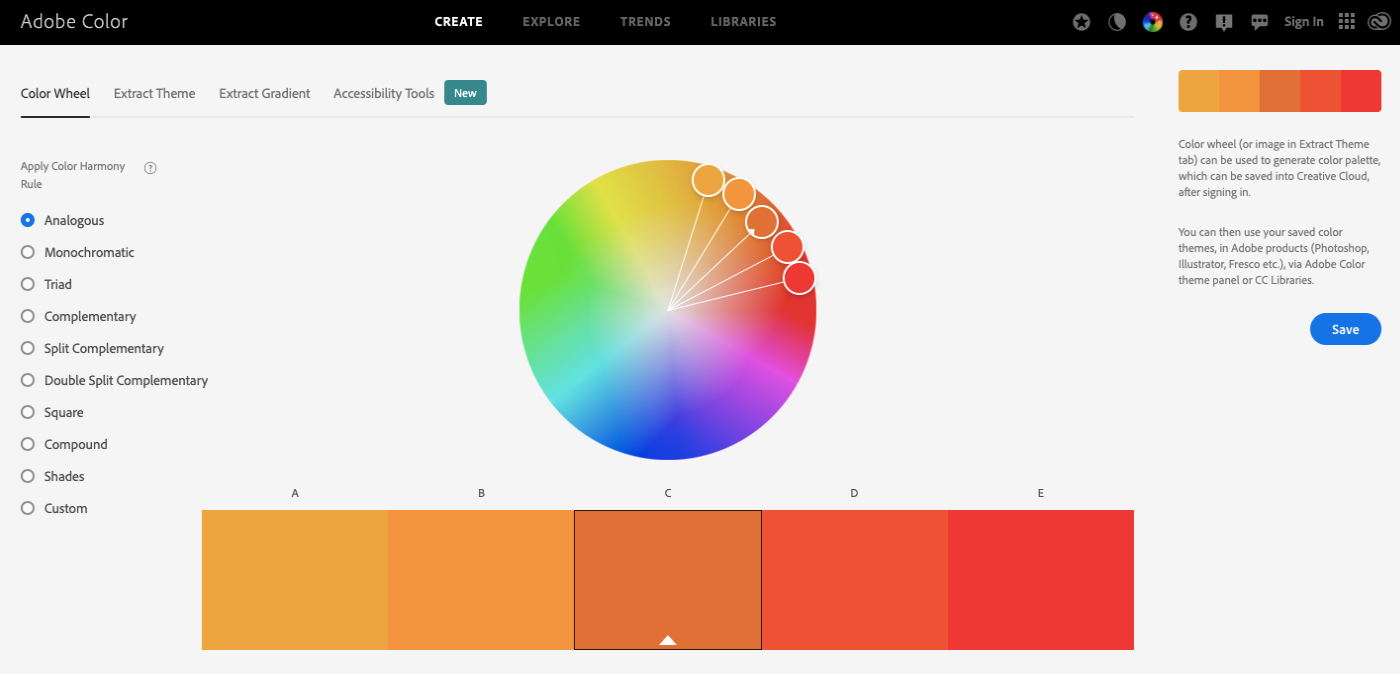 Adobe Color
CREATE
EXPLORE
TRENDS
LIBRARIES
Sign In
Color Wheel
Extract Theme
Extract Gradient
Accessibility Tools
New
Apply Color Harmony
Rule
?
Analogous
Monochromatic
Triad
Complementary
Split Complementary
Double Split Complementary
Square
Compound
Shades
Custom
A
B
C
D
E
Color wheel (or image in Extract Theme
tab) can be used to generate color palette,
which can be saved into Creative Cloud,
after signing in.
You can then use your saved color
themes, in Adobe products (Photoshop,
Illustrator, Fresco etc.), via Adobe Color
theme panel or CC Libraries.
Save